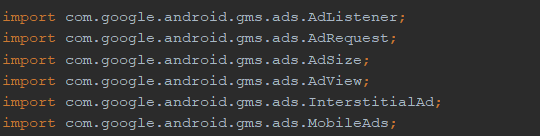 import com.google.android.gms.ads.AdListener;
import com.google.android.gms.ads.AdRequest;
import com.google.android.gms.ads.AdSize;
import com.google.android.gms.ads.AdView;
import com.google.android.gms.ads.InterstitialAd;
import com.google.android.gms.ads.MobileAds;